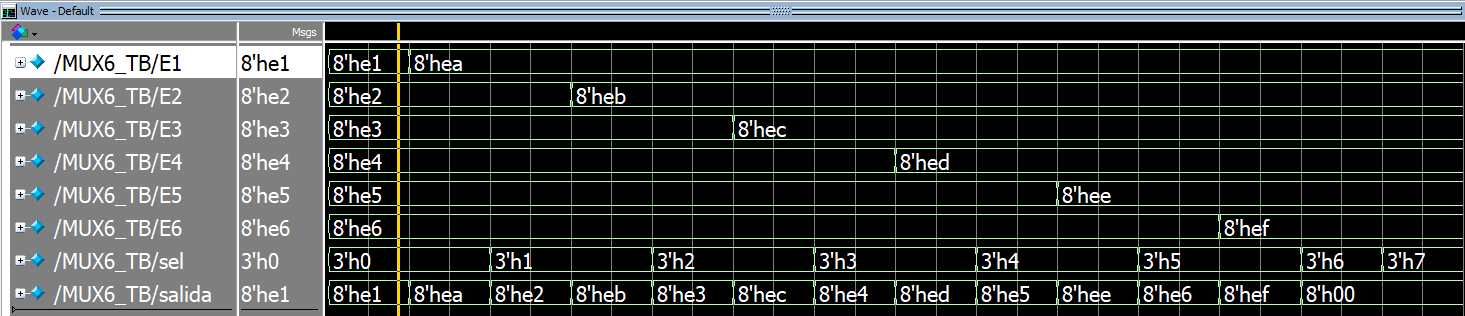 Wave - Default
Msgs
/MUX6_TB/E1 8'he1 8'he1 8'hea
/MUX6_TB/E2 8'he2 8'he2 8'heb
/MUX6_TB/E3 8'he3 8'he3 8'hec
/MUX6_TB/E4 8'he4 8'he4 8'hed
/MUX6_TB/E5 8'he5 8'he5 8'hee
/MUX6_TB/E6 8'he6 8'he6 8'hef
/MUX6_TB/sel 3'h0 3'h0 3'h1 3'h2 3'h3 3'h4 3'h5 3'h6 3'h7
/MUX6_TB/salida 8'he1 8'he1 8'hea 8'he2 8'heb 8'he3 8'hec 8'he4 8'hed 8'he5 8'hee 8'he6 8'hef 8'h00